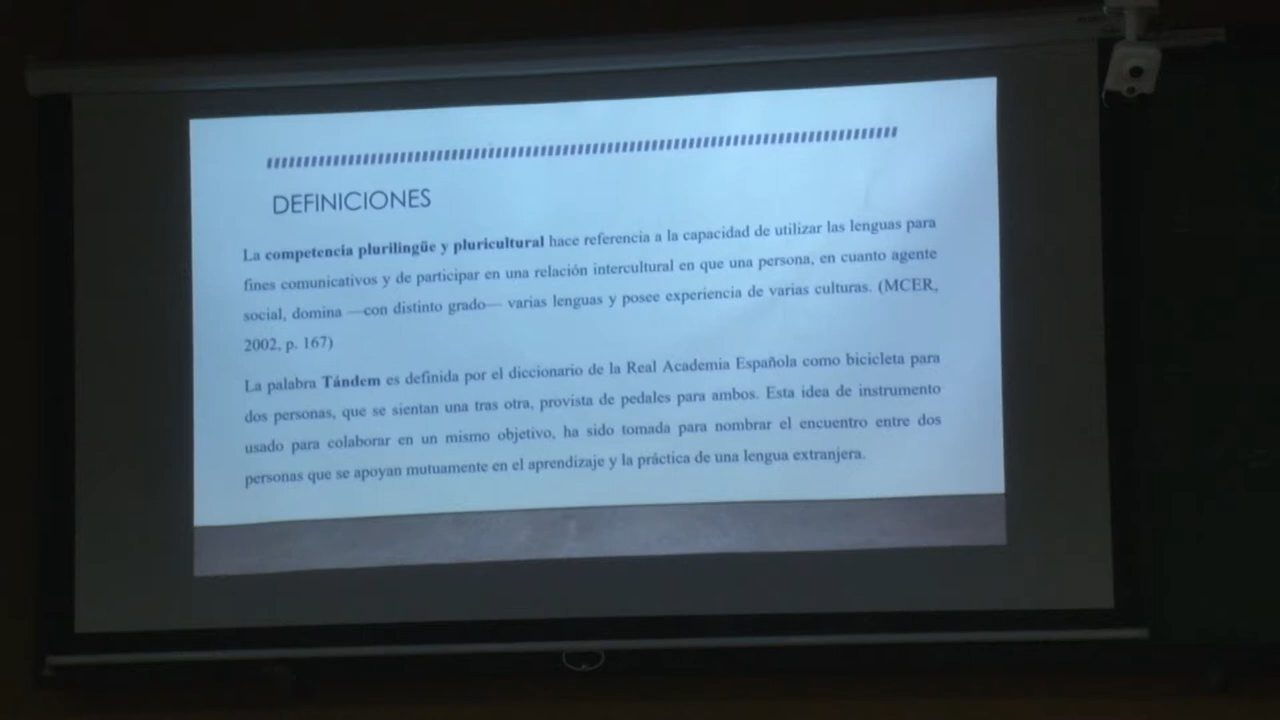 DEFINICIONES
La competencia plurilingüe y pluricultural hace referencia a la capacidad de utilizar las lenguas para
fines comunicativos y de participar en una relación intercultural en que una persona, en cuanto agente
social, domina —con distinto grado— varias lenguas y posee experiencia de varias culturas. (MCER,
2002, p. 167)
La palabra Tándem es definida por el diccionario de la Real Academia Española como bicicleta para
dos personas, que se sientan una tras otra, provista de pedales para ambos. Esta idea de instrumento
usado para colaborar en un mismo objetivo, ha sido tomada para nombrar el encuentro entre dos
personas que se apoyan mutuamente en el aprendizaje y la práctica de una lengua extranjera.